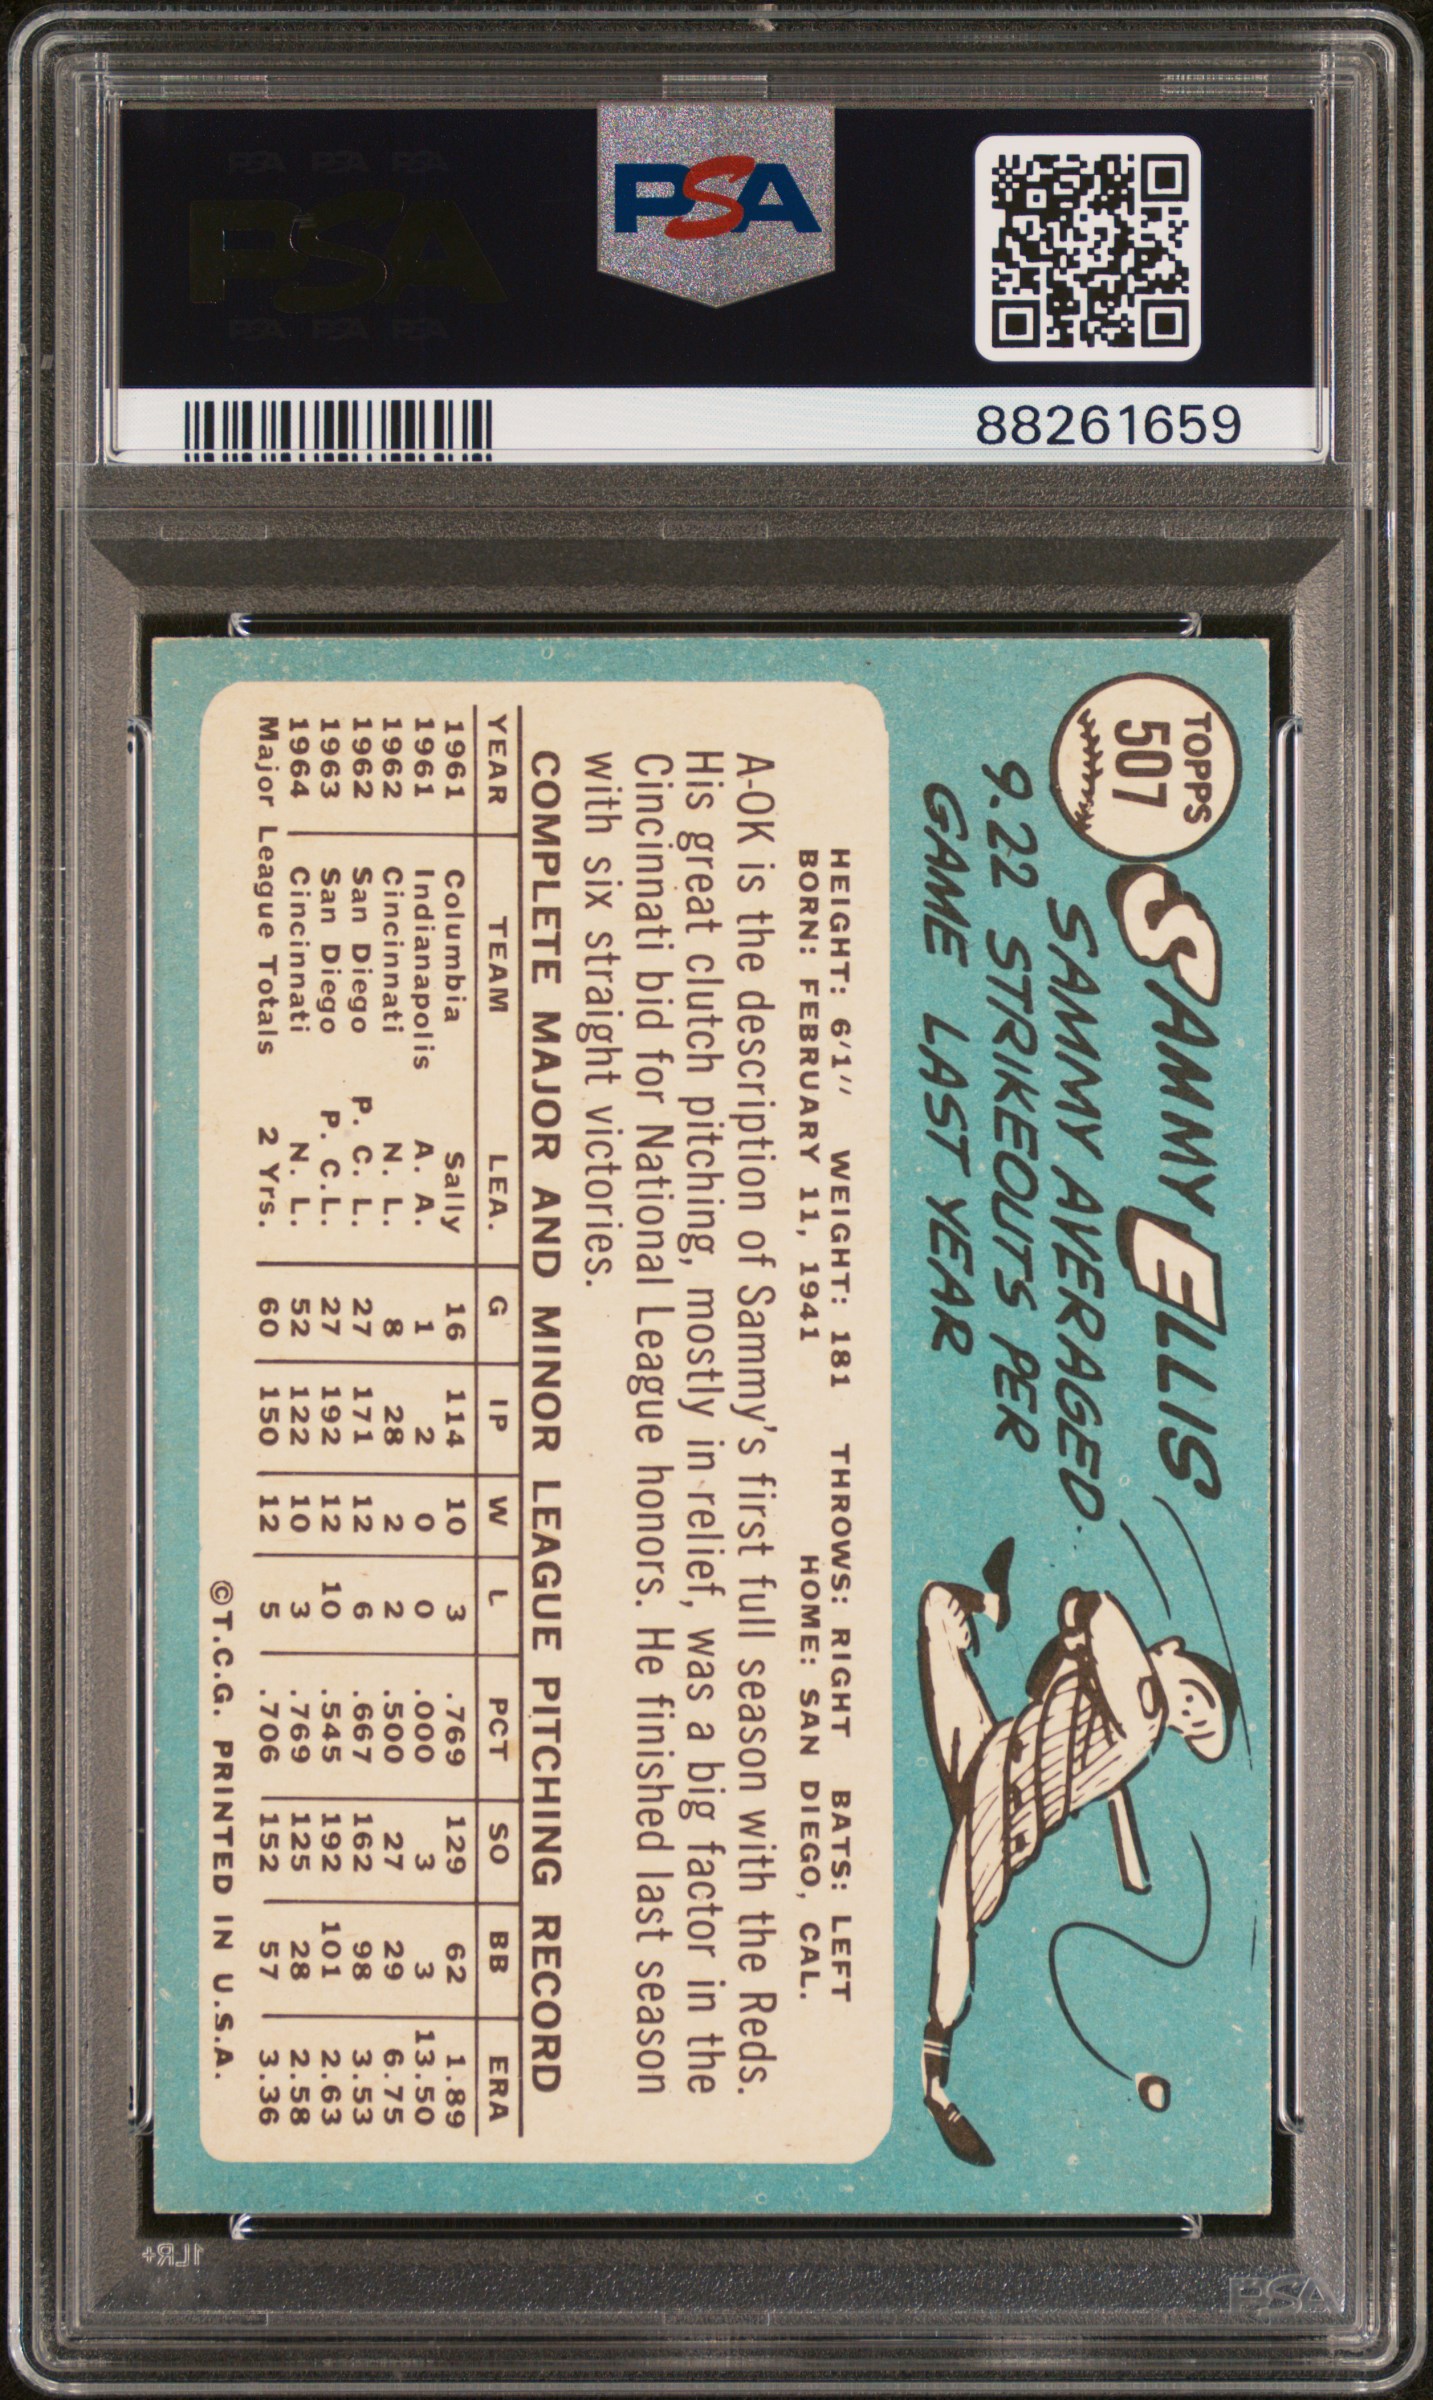 PSA
PSA PSA PSA
PSA
PSA PSA PSA
88261659
TOPPS
507
SAMMY ELLIS
SAMMY AVERAGED
9.22 STRIKEOUTS PER
GAME LAST YEAR
HEIGHT: 6'1" WEIGHT: 181 THROWS: RIGHT BATS: LEFT
BORN: FEBRUARY 11, 1941 HOME: SAN DIEGO, CAL.
A-OK is the description of Sammy's first full season with the Reds.
His great clutch pitching, mostly in relief, was a big factor in the
Cincinnati bid for National League honors. He finished last season
with six straight victories.
COMPLETE MAJOR AND MINOR LEAGUE PITCHING RECORD
YEAR TEAM LEA. G IP W L PCT SO BB ERA
1961 Columbia Sally 16 114 10 3 .769 129 62 1.89
1961 Indianapolis A. A. 1 2 0 0 .000 3 3 13.50
1962 Cincinnati N. L. 8 28 2 2 .500 27 29 6.75
1962 San Diego P. C. L. 27 171 12 6 .667 162 98 3.53
1963 San Diego P. C.L. 27 192 12 10 .545 192 101 2.63
1964 Cincinnati N. L. 52 122 10 3 .769 125 28 2.58
Major League Totals 2 Yrs. 60 150 12 5 .706 152 57 3.36
©T.C.G. PRINTED IN U.S.A.
1LR+
PSA